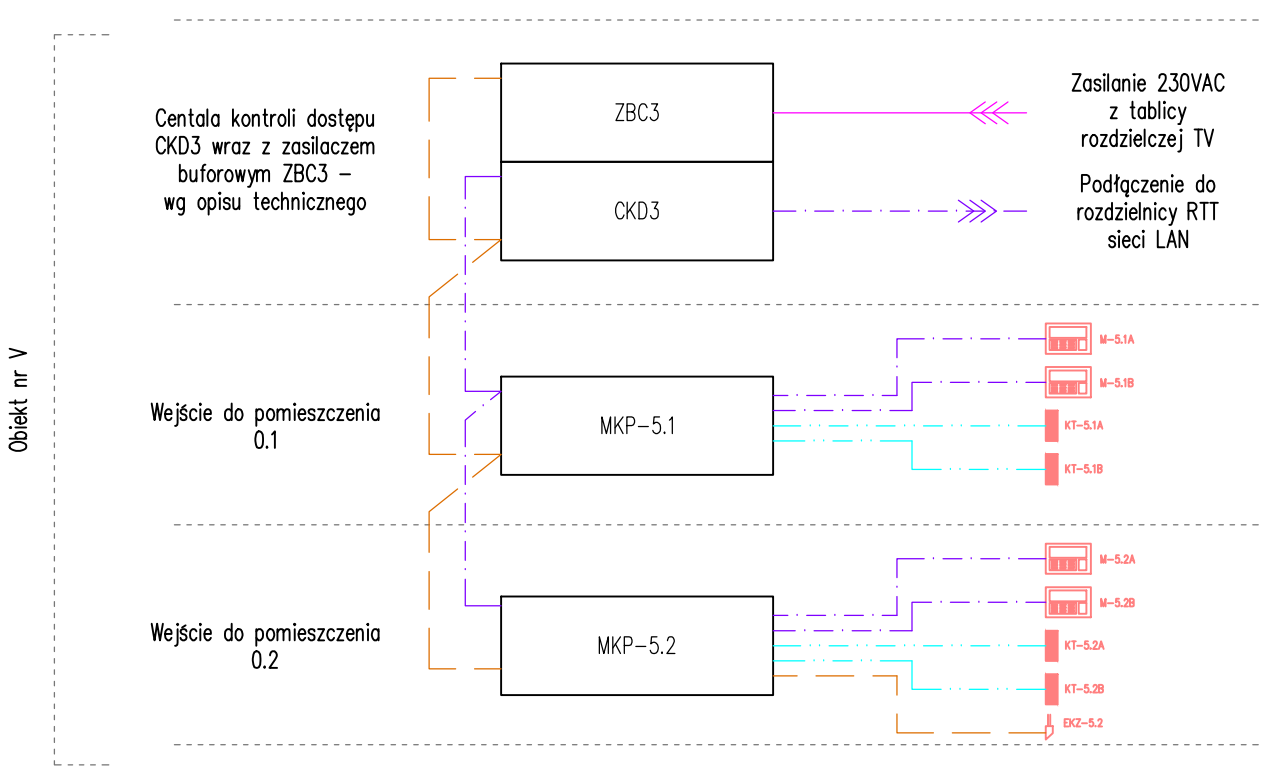 Obiekt nr V
Centala kontroli dostępu
CKD3 wraz z zasilaczem
buforowym ZBC3 –
wg opisu technicznego
ZBC3
CKD3
Zasilanie 230VAC
z tablicy
rozdzielczej TV
Podłączenie do
rozdzielnicy RTT
sieci LAN
Wejście do pomieszczenia
0.1
MKP–5.1
M–5.1A
M–5.1B
KT–5.1A
KT–5.1B
Wejście do pomieszczenia
0.2
MKP–5.2
M–5.2A
M–5.2B
KT–5.2A
KT–5.2B
EKZ–5.2